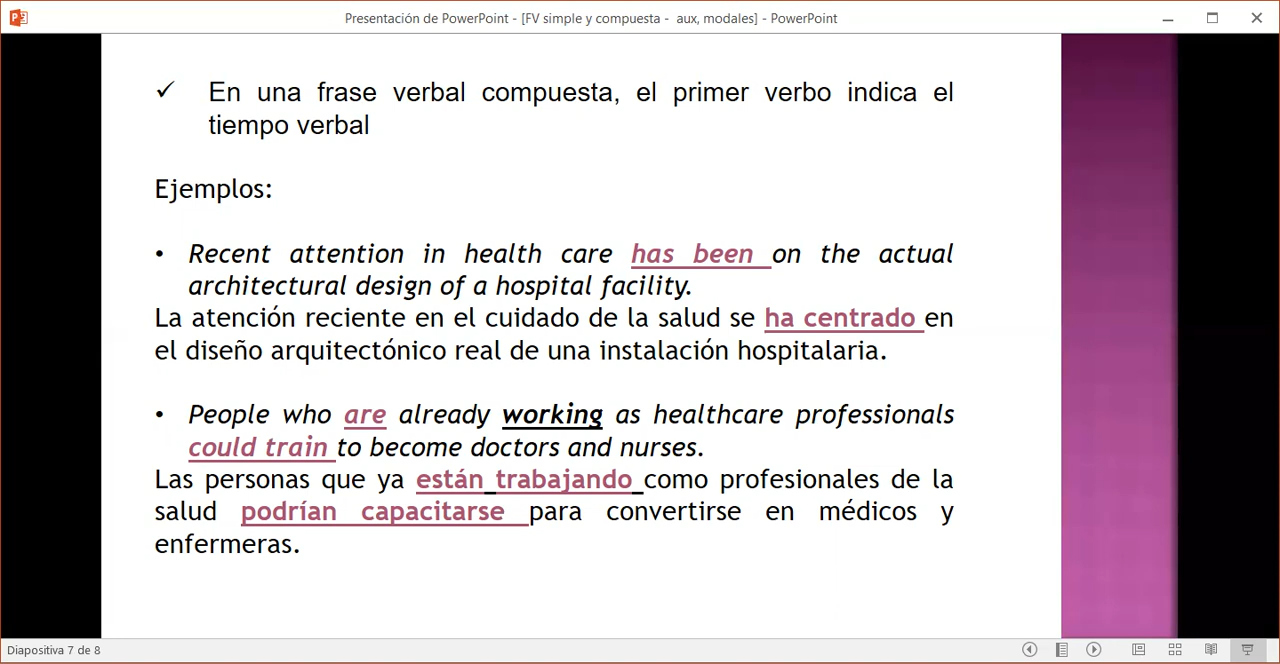 Presentación de PowerPoint - [FV simple y compuesta - aux, modales] - PowerPoint
✓ En una frase verbal compuesta, el primer verbo indica el
tiempo verbal
Ejemplos:
• Recent attention in health care has been on the actual
architectural design of a hospital facility.
La atención reciente en el cuidado de la salud se ha centrado en
el diseño arquitectónico real de una instalación hospitalaria.
• People who are already working as healthcare professionals
could train to become doctors and nurses.
Las personas que ya están trabajando como profesionales de la
salud podrían capacitarse para convertirse en médicos y
enfermeras.
Diapositiva 7 de 8